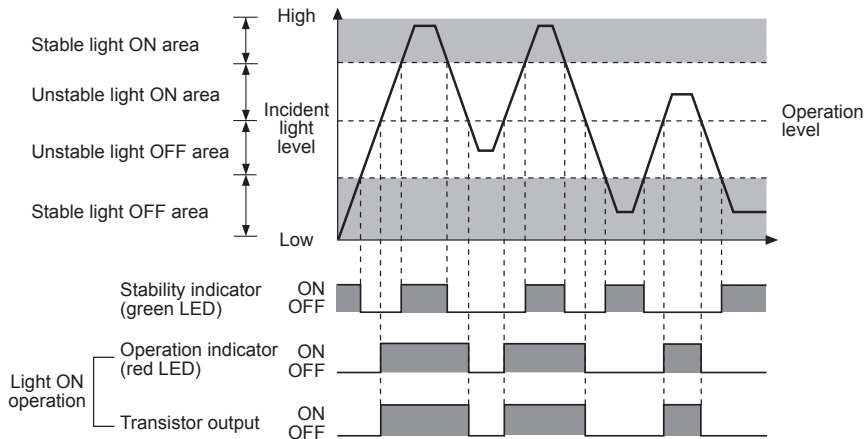 High
Stable light ON area
Unstable light ON area
Incident
light
level
Operation
level
Unstable light OFF area
Stable light OFF area
Low
Stability indicator
(green LED)
ON
OFF
Operation indicator
(red LED)
ON
OFF
Light ON
operation
Transistor output
ON
OFF